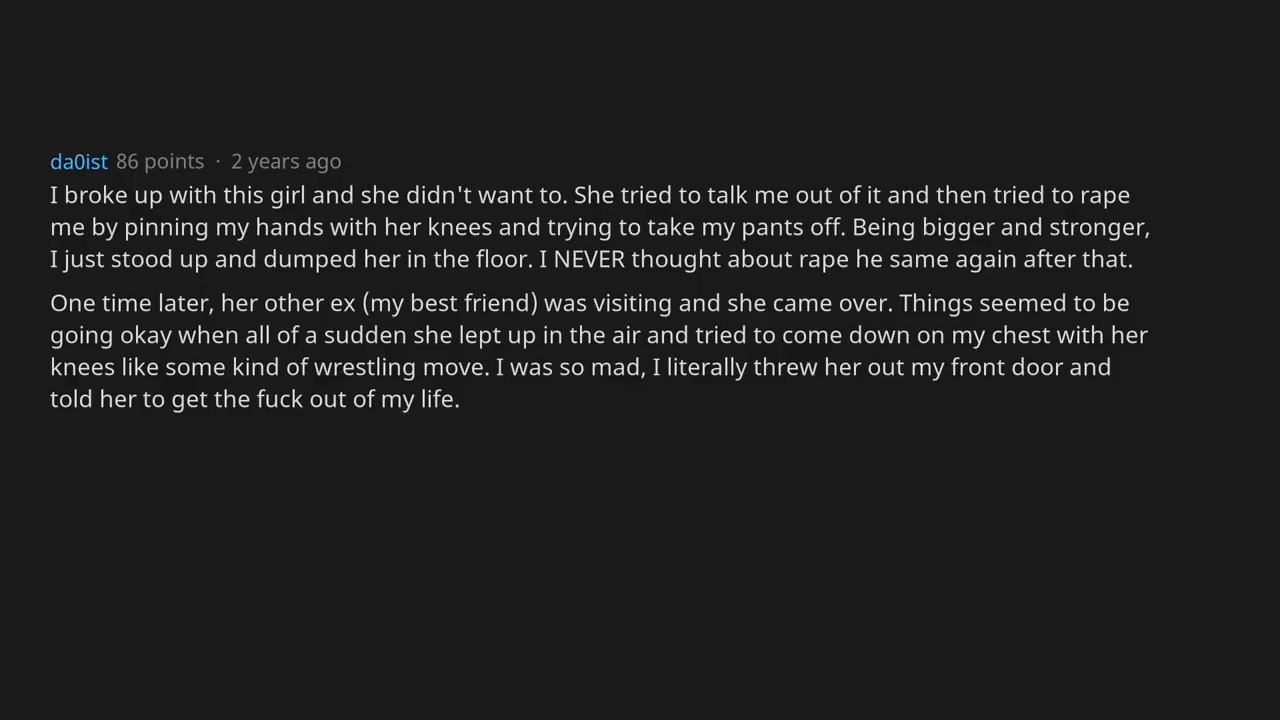 da0ist 86 points · 2 years ago
I broke up with this girl and she didn't want to. She tried to talk me out of it and then tried to rape
me by pinning my hands with her knees and trying to take my pants off. Being bigger and stronger,
I just stood up and dumped her in the floor. I NEVER thought about rape he same again after that.
One time later, her other ex (my best friend) was visiting and she came over. Things seemed to be
going okay when all of a sudden she lept up in the air and tried to come down on my chest with her
knees like some kind of wrestling move. I was so mad, I literally threw her out my front door and
told her to get the fuck out of my life.